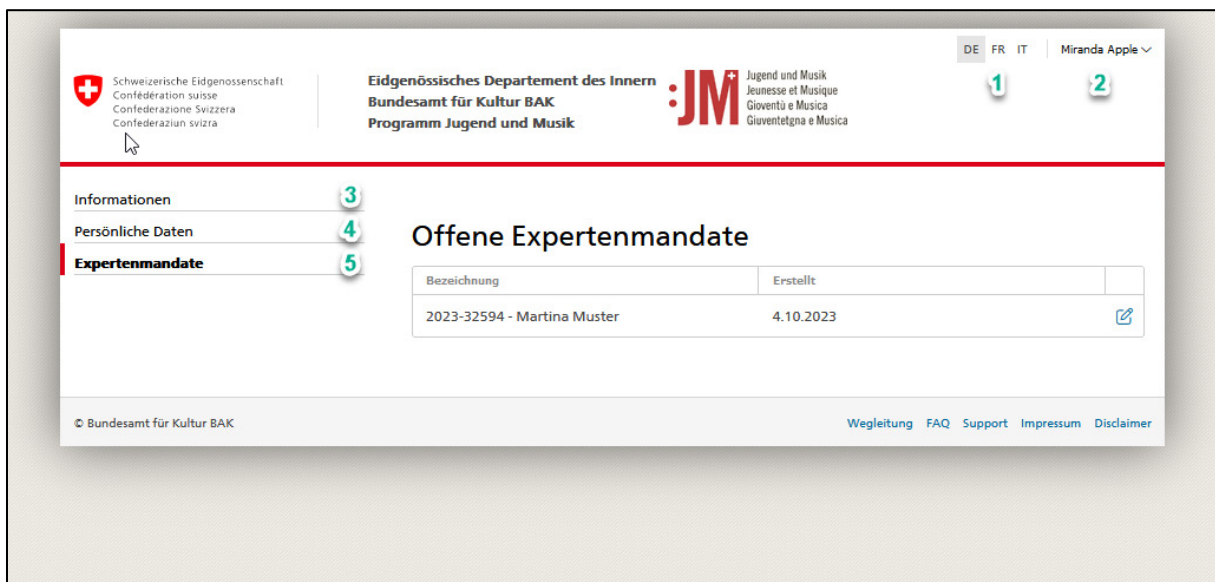 DE FR IT Miranda Apple
1 2
Schweizerische Eidgenossenschaft
Confédération suisse
Confederazione Svizzera
Confederaziun svizra
Eidgenössisches Departement des Innern
Bundesamt für Kultur BAK
Programm Jugend und Musik
:JM
Jugend und Musik
Jeunesse et Musique
Gioventù e Musica
Giuventetgna e Musica
Informationen 3
Persönliche Daten 4
Expertenmandate 5
Offene Expertenmandate
Bezeichnung Erstellt
2023-32594 - Martina Muster 4.10.2023
© Bundesamt für Kultur BAK Wegleitung FAQ Support Impressum Disclaimer